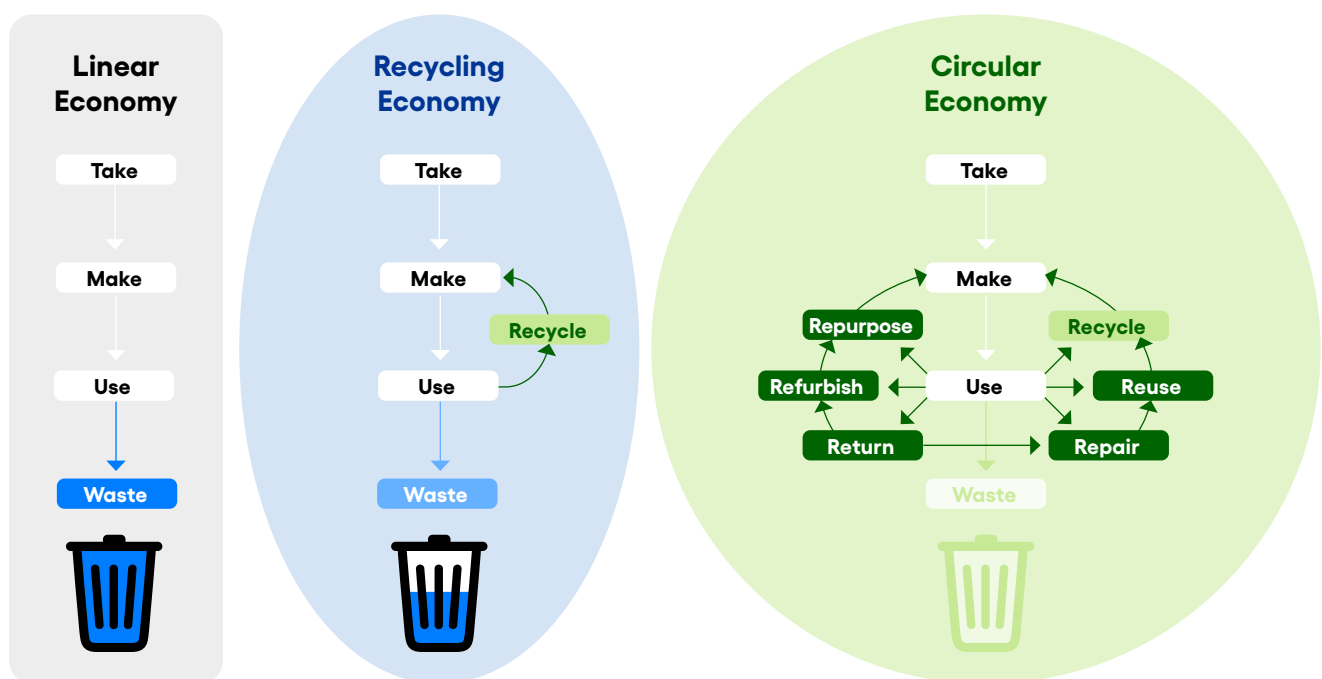 Linear
Economy
Take
Make
Use
Waste
Recycling
Economy
Take
Make
Recycle
Use
Waste
Circular
Economy
Take
Make
Repurpose
Recycle
Refurbish
Use
Reuse
Return
Repair
Waste